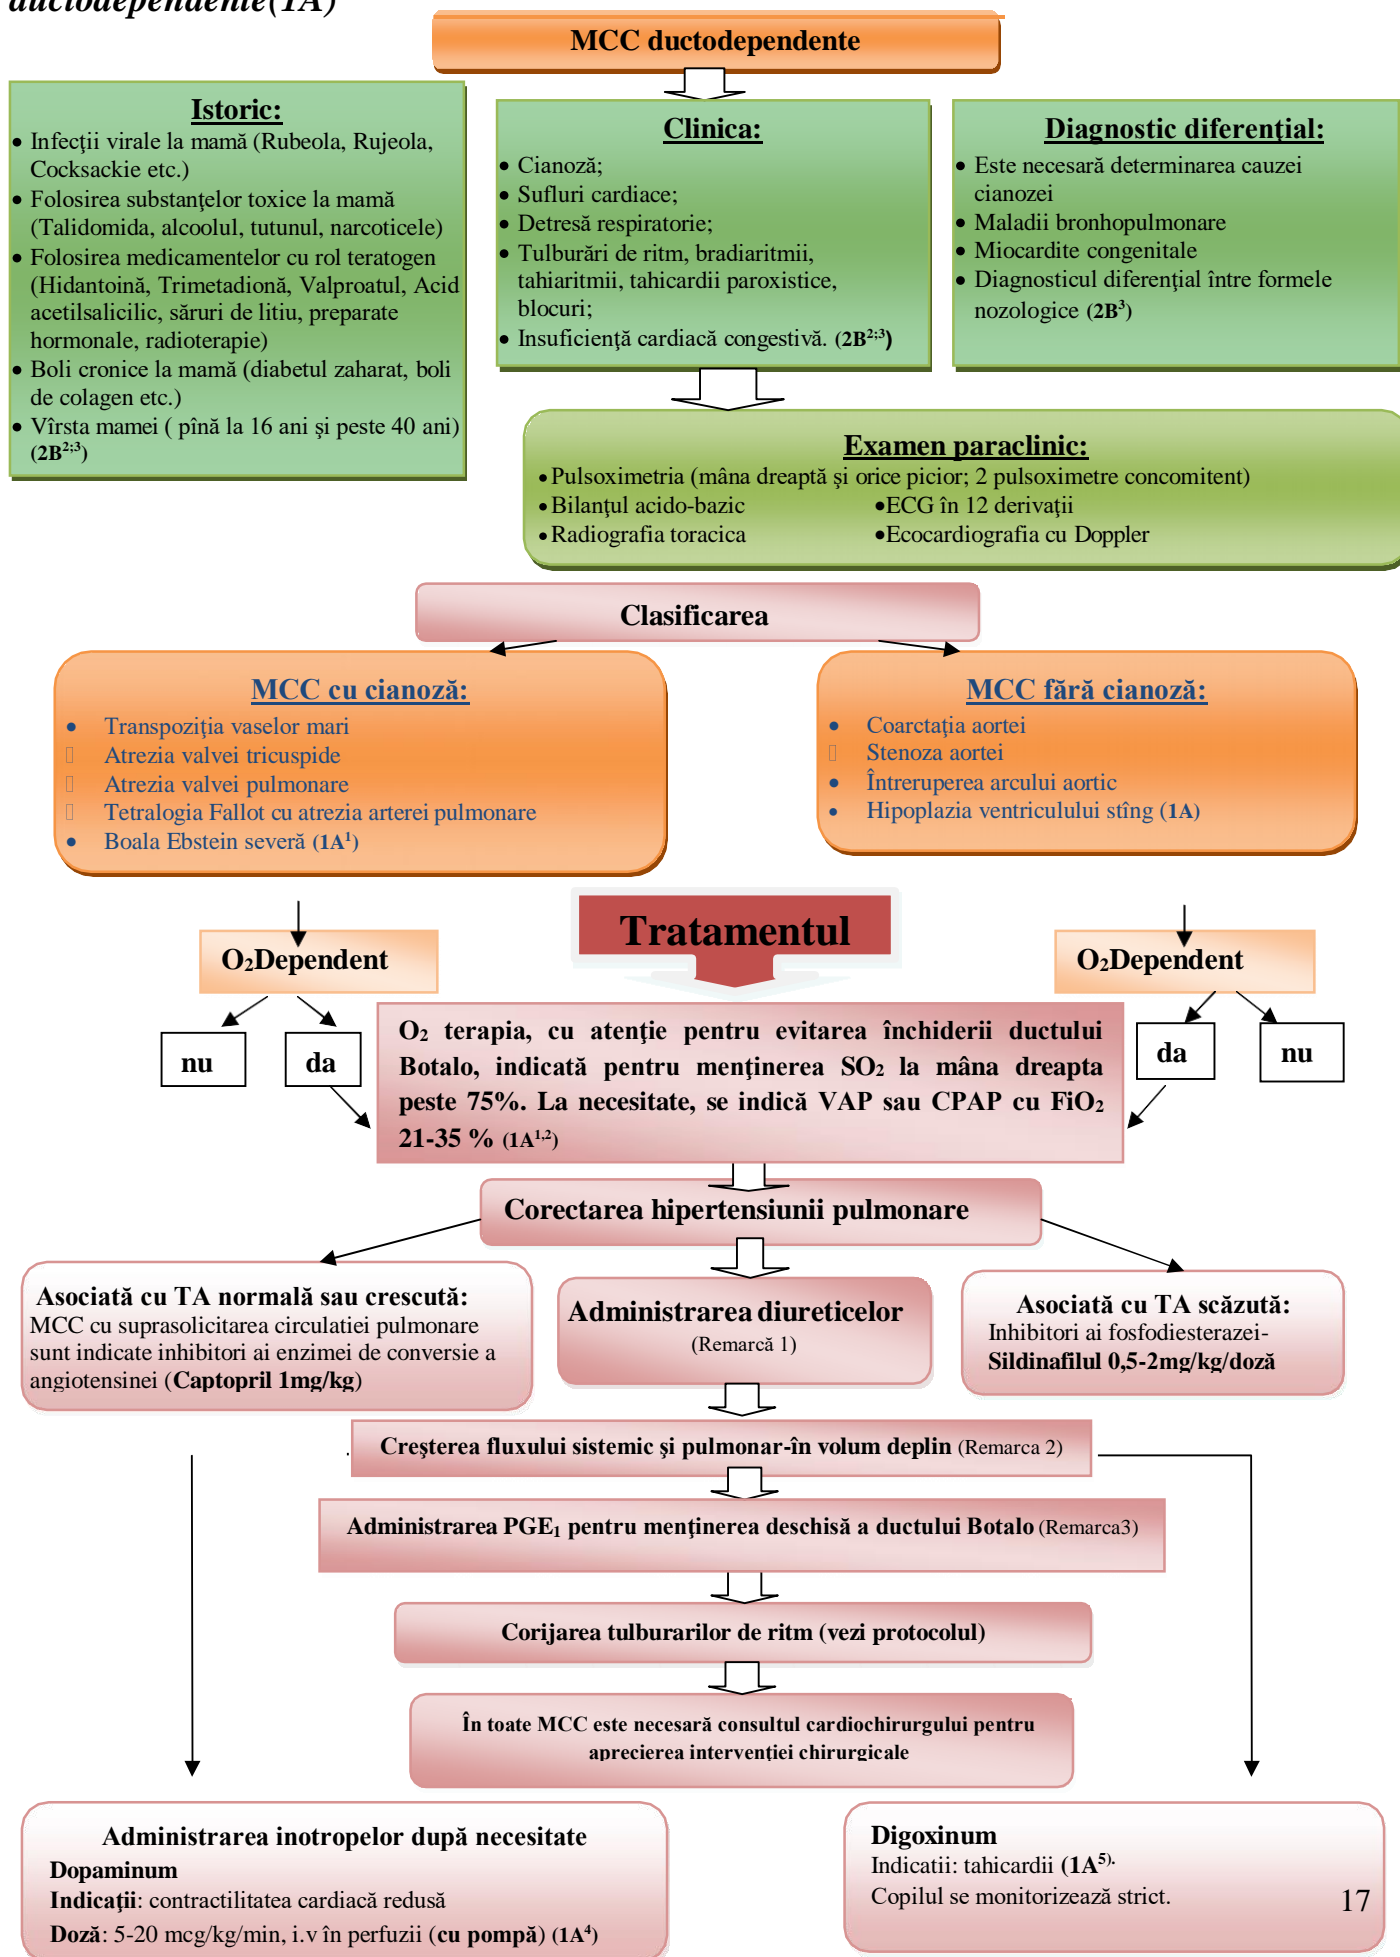 ductodependente(1A)
MCC ductodependente
Istoric:
• Infecţii virale la mamă (Rubeola, Rujeola,
Cocksackie etc.)
• Folosirea substanţelor toxice la mamă
(Talidomida, alcoolul, tutunul, narcoticele)
• Folosirea medicamentelor cu rol teratogen
(Hidantoină, Trimetadionă, Valproatul, Acid
acetilsalicilic, săruri de litiu, preparate
hormonale, radioterapie)
• Boli cronice la mamă (diabetul zaharat, boli
de colagen etc.)
• Vîrsta mamei ( pînă la 16 ani şi peste 40 ani)
(2B²;³)
Clinica:
• Cianoză;
• Sufluri cardiace;
• Detresă respiratorie;
• Tulburări de ritm, bradiaritmii,
tahiaritmii, tahicardii paroxistice,
blocuri;
• Insuficienţă cardiacă congestivă. (2B²;³)
Diagnostic diferenţial:
• Este necesară determinarea cauzei
cianozei
• Maladii bronhopulmonare
• Miocardite congenitale
• Diagnosticul diferenţial între formele
nozologice (2B³)
Examen paraclinic:
• Pulsoximetria (mâna dreaptă şi orice picior; 2 pulsoximetre concomitent)
• Bilanţul acido-bazic •ECG în 12 derivaţii
• Radiografia toracica •Ecocardiografia cu Doppler
Clasificarea
MCC cu cianoză:
• Transpoziţia vaselor mari
Atrezia valvei tricuspide
Atrezia valvei pulmonare
Tetralogia Fallot cu atrezia arterei pulmonare
• Boala Ebstein severă (1A¹)
MCC fără cianoză:
• Coarctaţia aortei
Stenoza aortei
• Întreruperea arcului aortic
• Hipoplazia ventriculului stîng (1A)
Tratamentul
O₂Dependent
nu da
O₂Dependent
da nu
O₂ terapia, cu atenţie pentru evitarea închiderii ductului
Botalo, indicată pentru menţinerea SO₂ la mâna dreapta
peste 75%. La necesitate, se indică VAP sau CPAP cu FiO₂
21-35 % (1A¹,²)
Corectarea hipertensiunii pulmonare
Asociată cu TA normală sau crescută:
MCC cu suprasolicitarea circulatiei pulmonare
sunt indicate inhibitori ai enzimei de conversie a
angiotensinei (Captopril 1mg/kg)
Administrarea diureticelor
(Remarcă 1)
Asociată cu TA scăzută:
Inhibitori ai fosfodiesterazei-
Sildinafilul 0,5-2mg/kg/doză
Creşterea fluxului sistemic şi pulmonar-în volum deplin (Remarca 2)
Administrarea PGE₁ pentru menţinerea deschisă a ductului Botalo (Remarca3)
Corijarea tulburarilor de ritm (vezi protocolul)
În toate MCC este necesară consultul cardiochirurgului pentru
aprecierea intervenţiei chirurgicale
Administrarea inotropelor după necesitate
Dopaminum
Indicaţii: contractilitatea cardiacă redusă
Doză: 5-20 mcg/kg/min, i.v în perfuzii (cu pompă) (1A⁴)
Digoxinum
Indicatii: tahicardii (1A⁵).
Copilul se monitorizează strict.
17